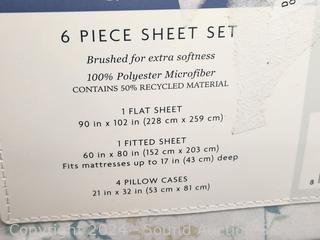 6 PIECE SHEET SET
Brushed for extra softness
100% Polyester Microfiber
CONTAINS 50% RECYCLED MATERIAL
1 FLAT SHEET
90 in x 102 in (228 cm x 259 cm)
1 FITTED SHEET
60 in x 80 in (152 cm x 203 cm)
Fits mattresses up to 17 in (43 cm) deep
4 PILLOW CASES
21 in x 32 in (53 cm x 81 cm)
Copyright 2024 - Sound Auction